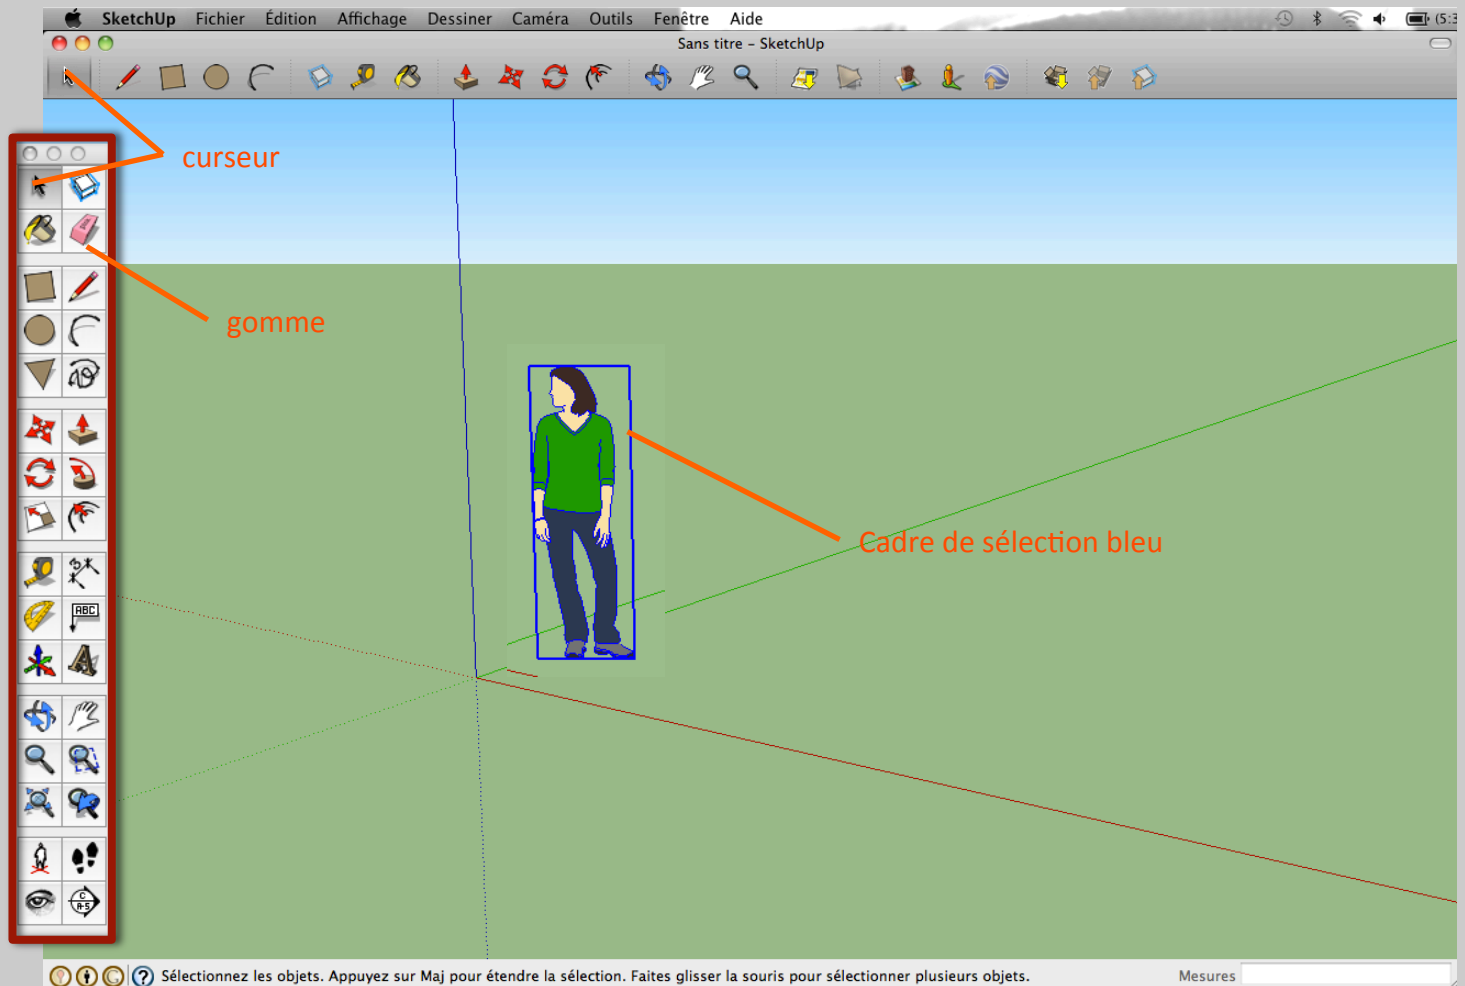 SketchUp Fichier Édition Affichage Dessiner Caméra Outils Fenêtre Aide
Sans titre – SketchUp
curseur
gomme
ABC
Cadre de sélection bleu
Sélectionnez les objets. Appuyez sur Maj pour étendre la sélection. Faites glisser la souris pour sélectionner plusieurs objets.
Mesures